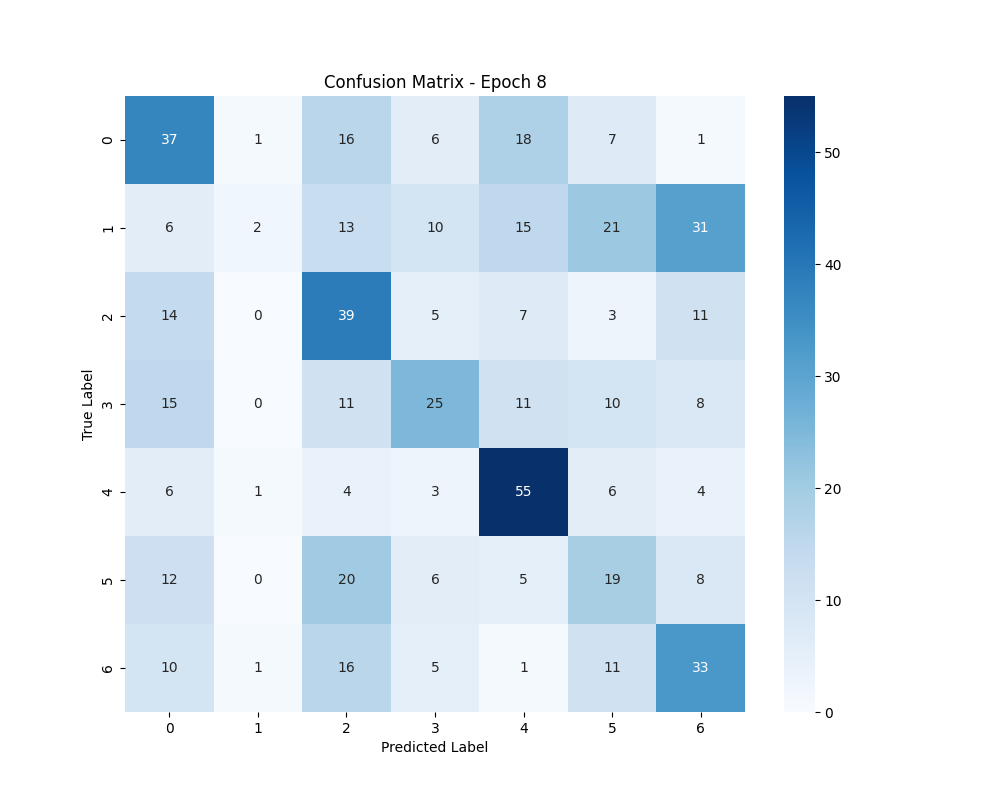 Confusion Matrix - Epoch 8
True Label
0 37 1 16 6 18 7 1
1 6 2 13 10 15 21 31
2 14 0 39 5 7 3 11
3 15 0 11 25 11 10 8
4 6 1 4 3 55 6 4
5 12 0 20 6 5 19 8
6 10 1 16 5 1 11 33
0 1 2 3 4 5 6
Predicted Label
50
40
30
20
10
0